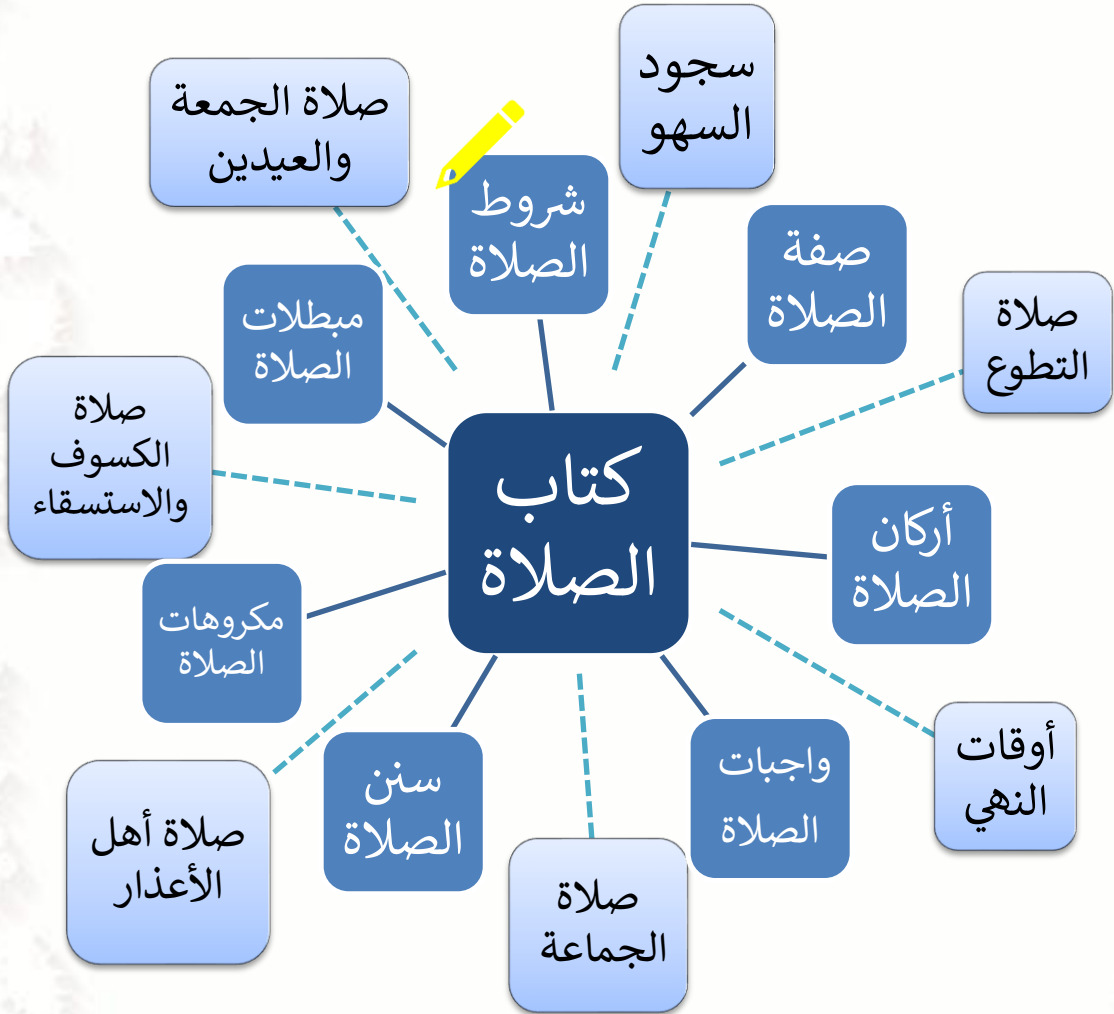 كتاب
الصلاة
شروط
الصلاة
سجود
السهو
صفة
الصلاة
صلاة
التطوع
أركان
الصلاة
أوقات
النهي
واجبات
الصلاة
صلاة
الجماعة
سنن
الصلاة
صلاة أهل
الأعذار
مكروهات
الصلاة
صلاة
الكسوف
والاستسقاء
مبطلات
الصلاة
صلاة الجمعة
والعيدين